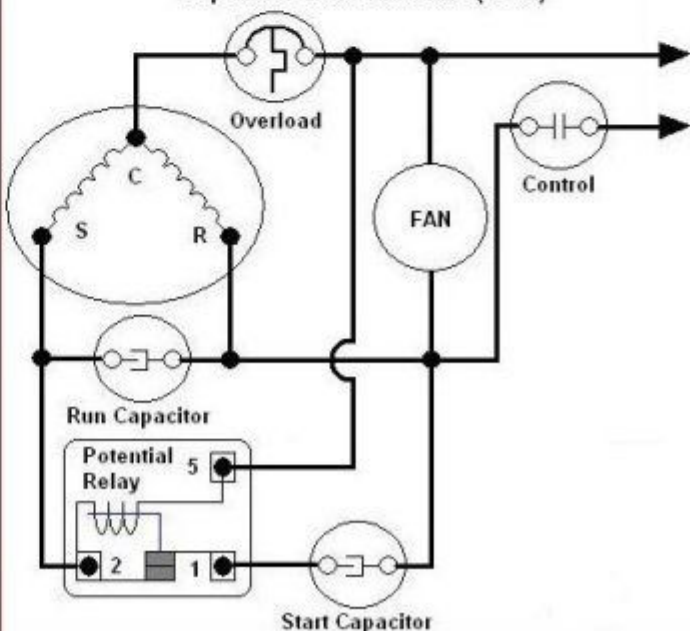 Overload
C
Control
S
R
FAN
Run Capacitor
Potential
Relay
5
2
1
Start Capacitor